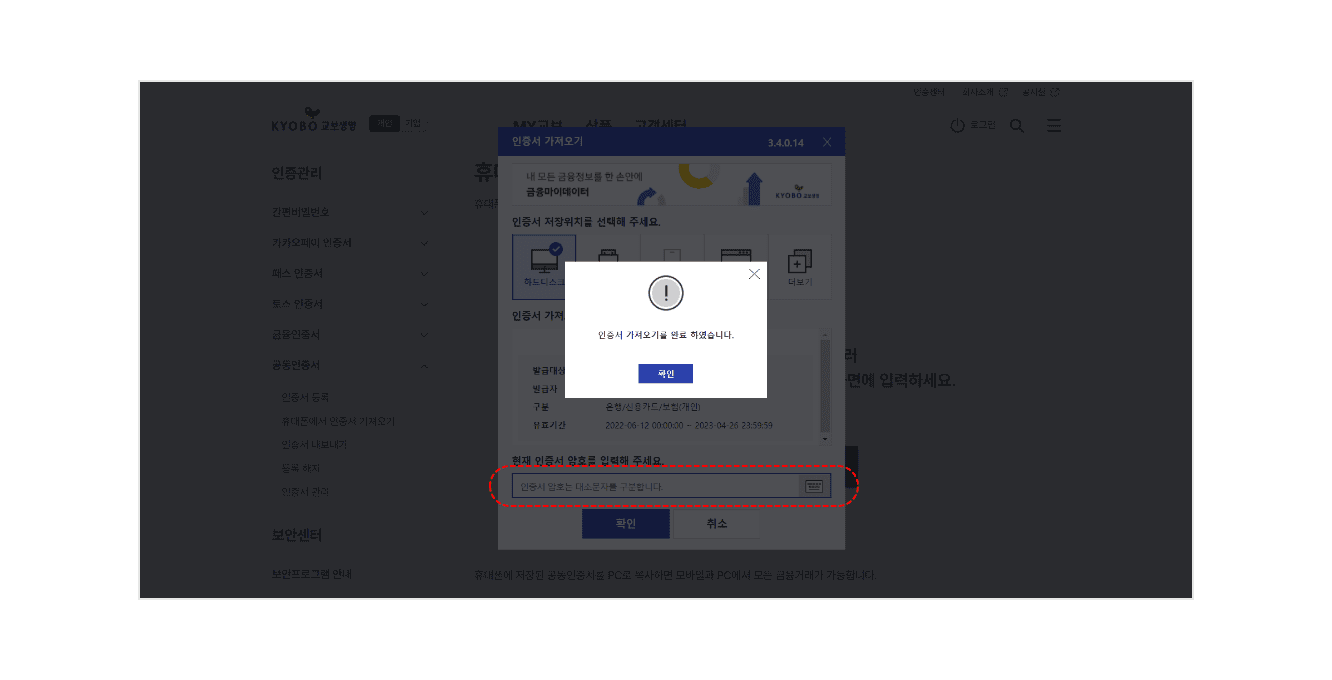 인증센터 회사소개 공시실
KYOBO 교보생명 개인 기업
MY교보 상품 고객센터
로그인
인증서 가져오기 3.4.0.14
인증관리
내 모든 금융정보를 한 손안에
금융마이데이터
KYOBO 교보생명
간편비밀번호
인증서 저장위치를 선택해 주세요.
가카오페이 인증서
패스 인증서
하드디스크
더보기
토스 인증서
인증서 가져
금융인증서
인증서 가져오기를 완료 하였습니다.
확인
공동인증서
발급대상
발급자
구분 은행/신용카드/보험(개인)
유효기간 2022-06-12 00:00:00 ~ 2023-04-26 23:59:59
면에 입력하세요.
인증서 등록
휴대폰에서 인증서 가져오기
인증서 내보내기
등록 해지
인증서 관리
현재 인증서 암호를 입력해 주세요.
인증서 암호는 대소문자를 구분합니다.
확인 취소
보안센터
보안프로그램 안내
휴대폰에 저장된 공동인증서를 PC로 복사하면 모바일과 PC에서 모든 금융거래가 가능합니다.